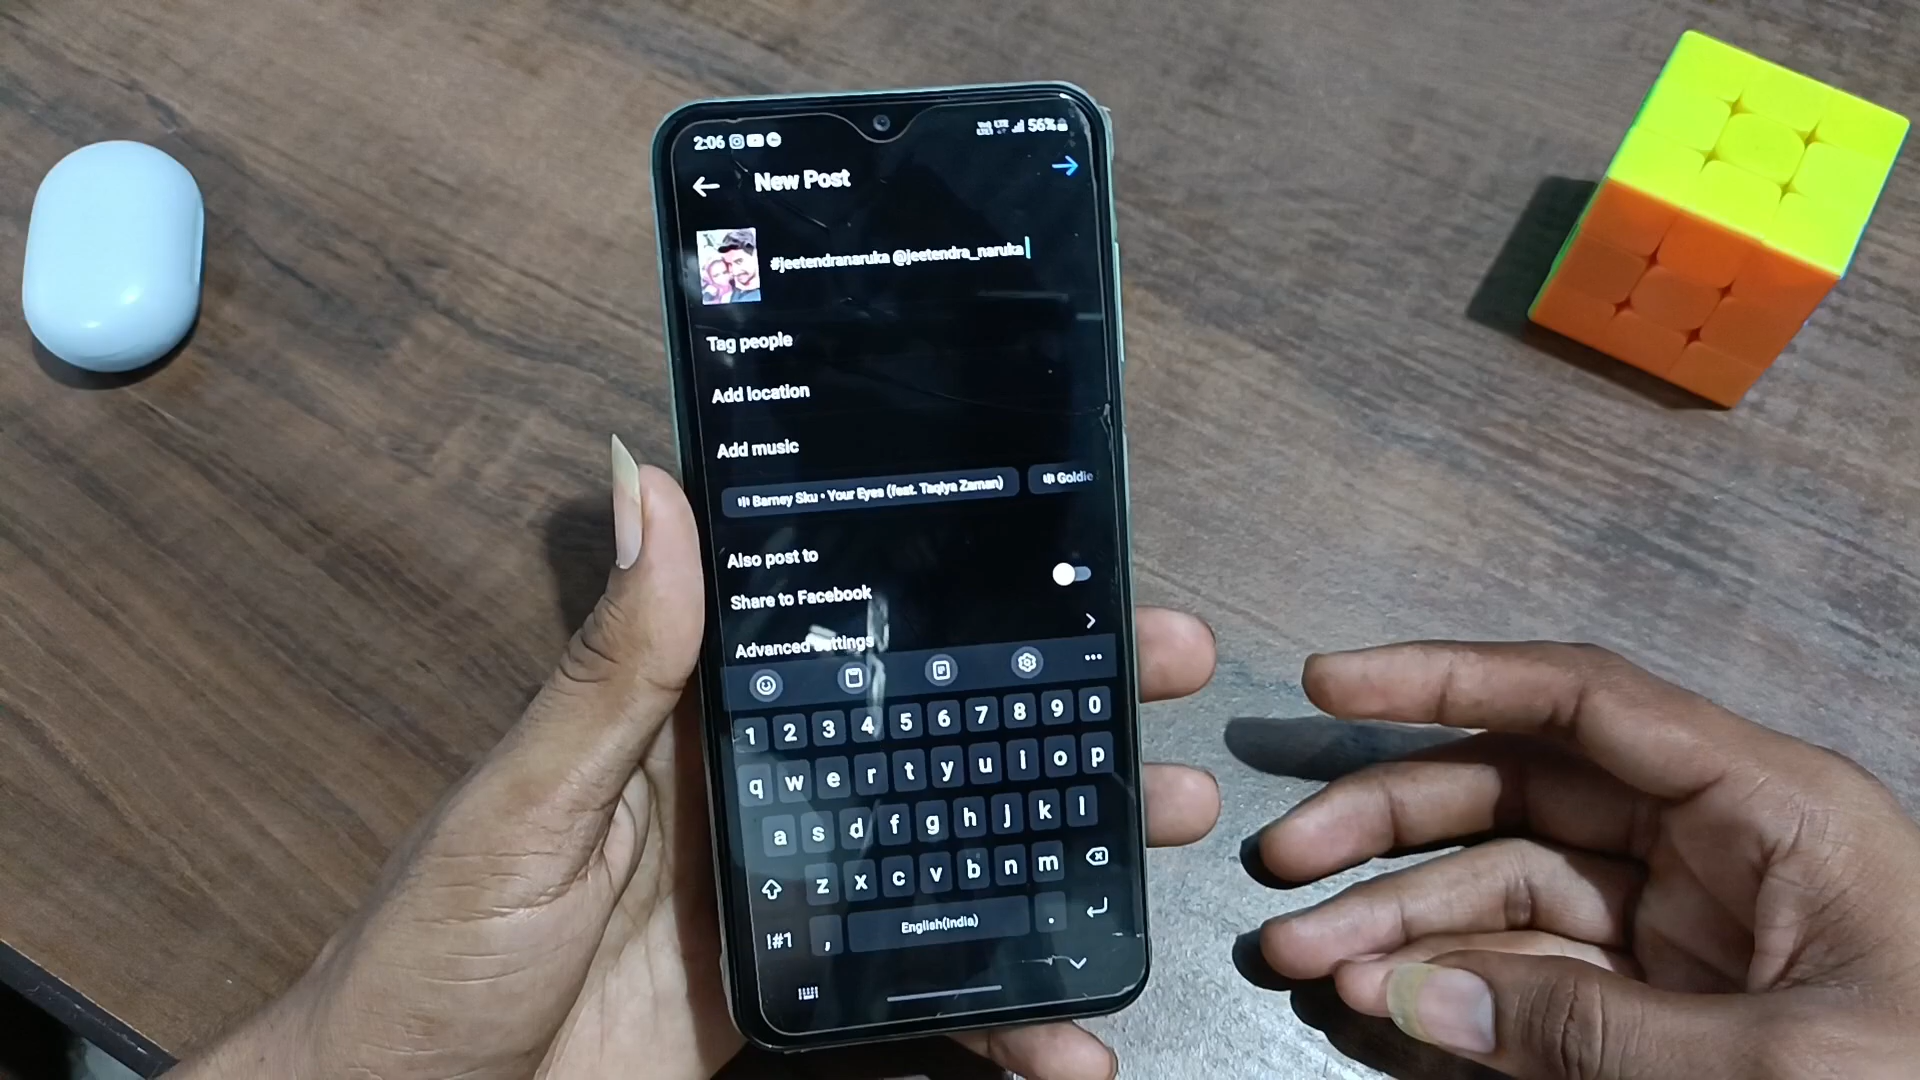 2:06 56%
New Post
#jeetendranaruka @jeetendra_naruka
Tag people
Add location
Add music
Barney Sku • Your Eyes (feat. Taqiya Zaman) Goldie
Also post to
Share to Facebook
Advanced settings
1 2 3 4 5 6 7 8 9 0
q w e r t y u i o p
a s d f g h j k l
z x c v b n m
!#1 , English(India) .